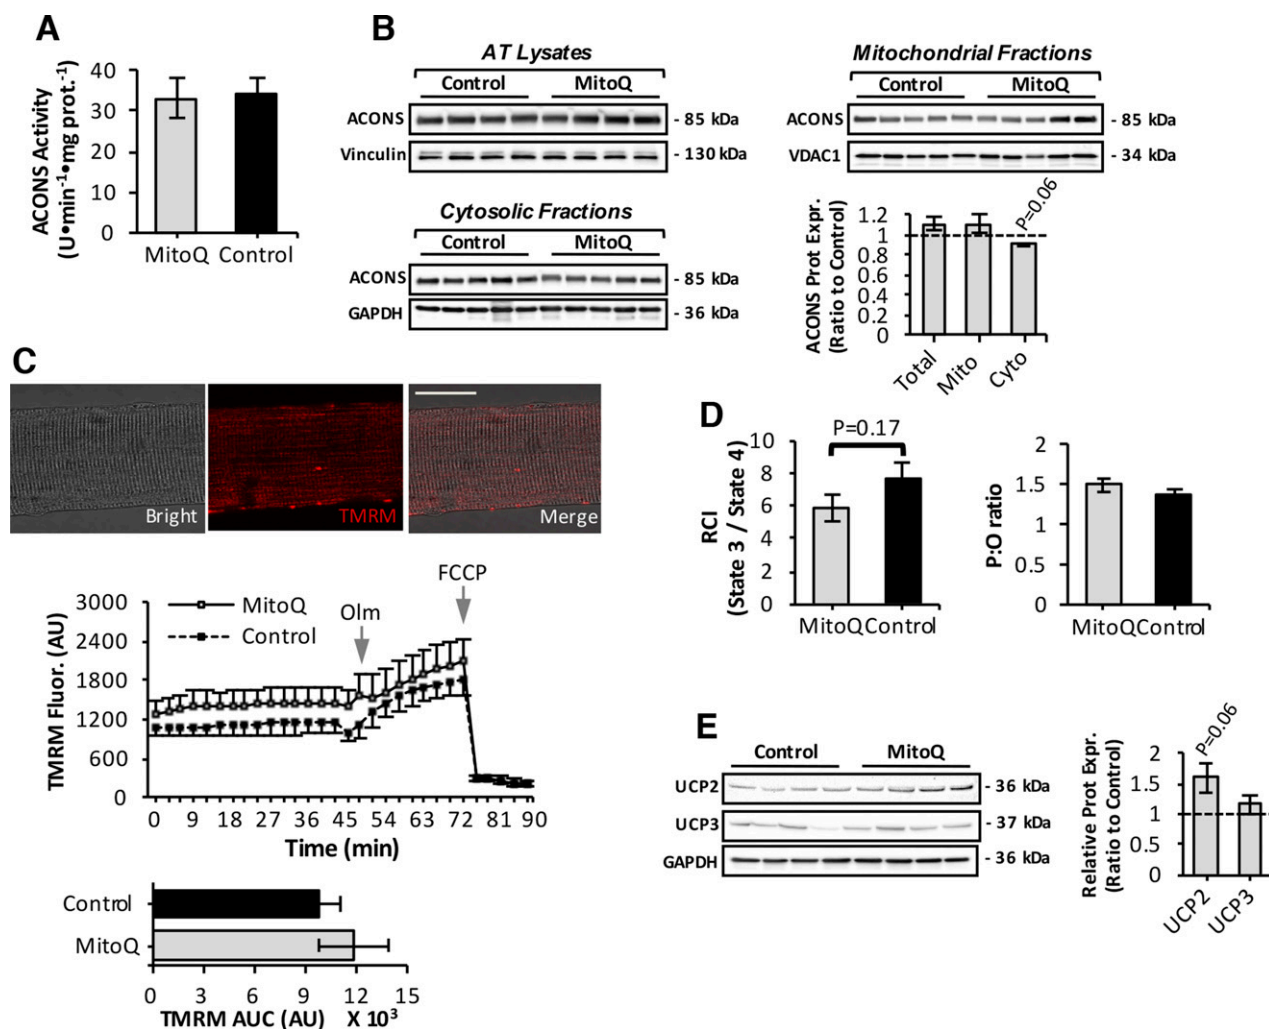 A
ACONS Activity
(U•min⁻¹•mg prot.⁻¹)
40
30
20
10
0
MitoQ Control
B
AT Lysates
Control MitoQ
ACONS - 85 kDa
Vinculin - 130 kDa
Mitochondrial Fractions
Control MitoQ
ACONS - 85 kDa
VDAC1 - 34 kDa
Cytosolic Fractions
Control MitoQ
ACONS - 85 kDa
GAPDH - 36 kDa
ACONS Prot Expr.
(Ratio to Control)
1.2
1
0.8
0.6
0.4
0.2
0
P=0.06
Total Mito Cyto
C
Bright TMRM Merge
TMRM Fluor. (AU)
3000
2400
1800
1200
600
0
MitoQ
Control
Olm
FCCP
0 9 18 27 36 45 54 63 72 81 90
Time (min)
Control
MitoQ
0 3 6 9 12 15
TMRM AUC (AU) X 10³
D
RCI
(State 3 / State 4)
10
8
6
4
2
0
P=0.17
MitoQ Control
P:O ratio
2
1.5
1
0.5
0
MitoQ Control
E
Control MitoQ
UCP2 - 36 kDa
UCP3 - 37 kDa
GAPDH - 36 kDa
Relative Prot Expr.
(Ratio to Control)
2
1.5
1
0.5
0
P=0.06
UCP2 UCP3